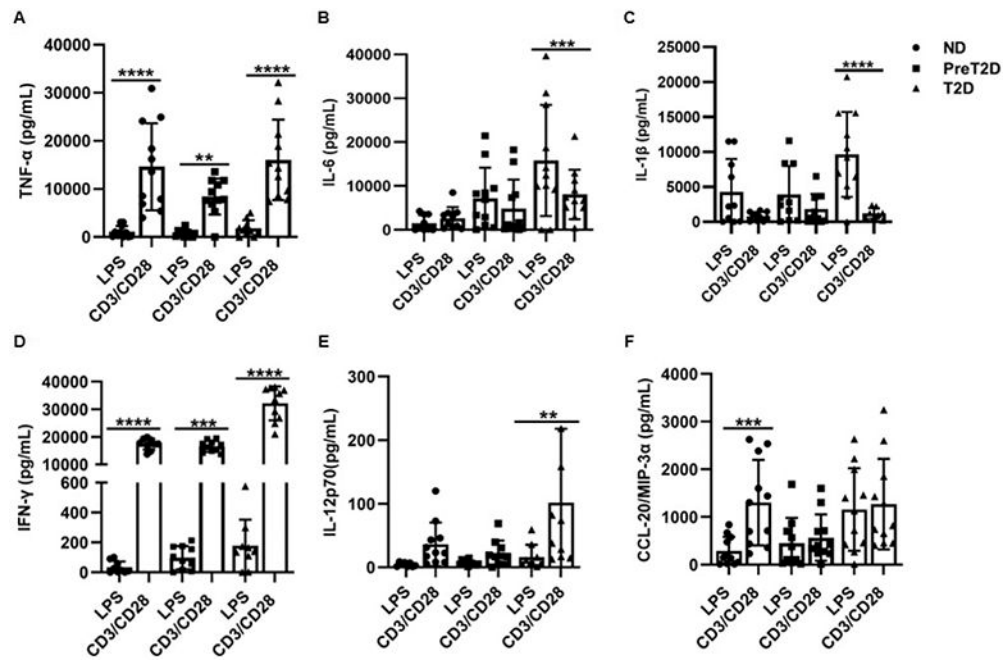 A
TNF-α (pg/mL)
40000
30000
20000
10000
0
****
**
****
LPS
CD3/CD28
LPS
CD3/CD28
LPS
CD3/CD28
B
IL-6 (pg/mL)
40000
30000
20000
10000
0
***
LPS
CD3/CD28
LPS
CD3/CD28
LPS
CD3/CD28
C
IL-1β (pg/mL)
25000
20000
15000
10000
5000
0
****
LPS
CD3/CD28
LPS
CD3/CD28
LPS
CD3/CD28
ND
PreT2D
T2D
D
IFN-γ (pg/mL)
40000
30000
20000
10000
600
400
200
0
****
***
****
LPS
CD3/CD28
LPS
CD3/CD28
LPS
CD3/CD28
E
IL-12p70(pg/mL)
300
200
100
0
**
LPS
CD3/CD28
LPS
CD3/CD28
LPS
CD3/CD28
F
CCL-20/MIP-3α (pg/mL)
4000
3000
2000
1000
0
***
LPS
CD3/CD28
LPS
CD3/CD28
LPS
CD3/CD28